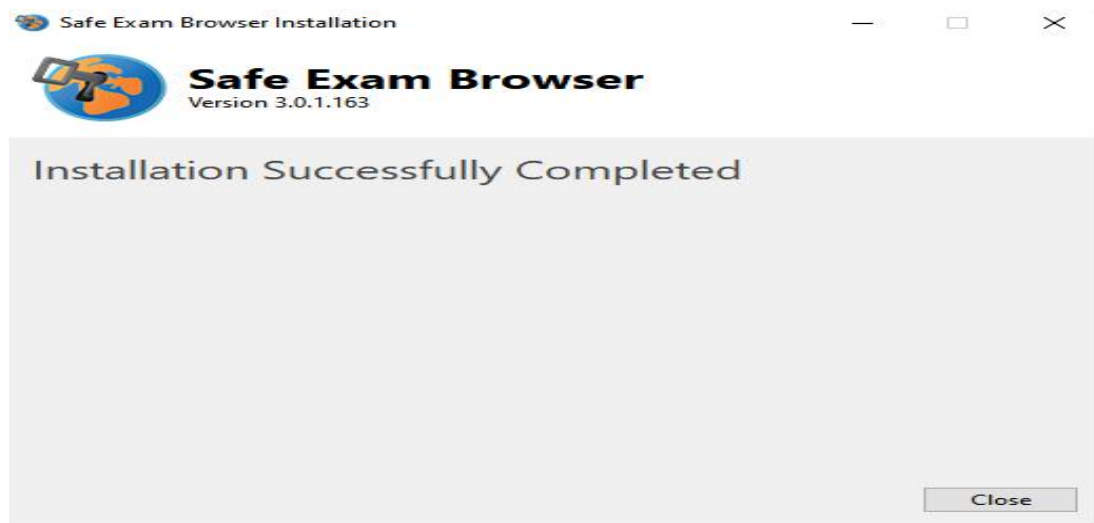 Safe Exam Browser Installation
Safe Exam Browser
Version 3.0.1.163
Installation Successfully Completed
Close